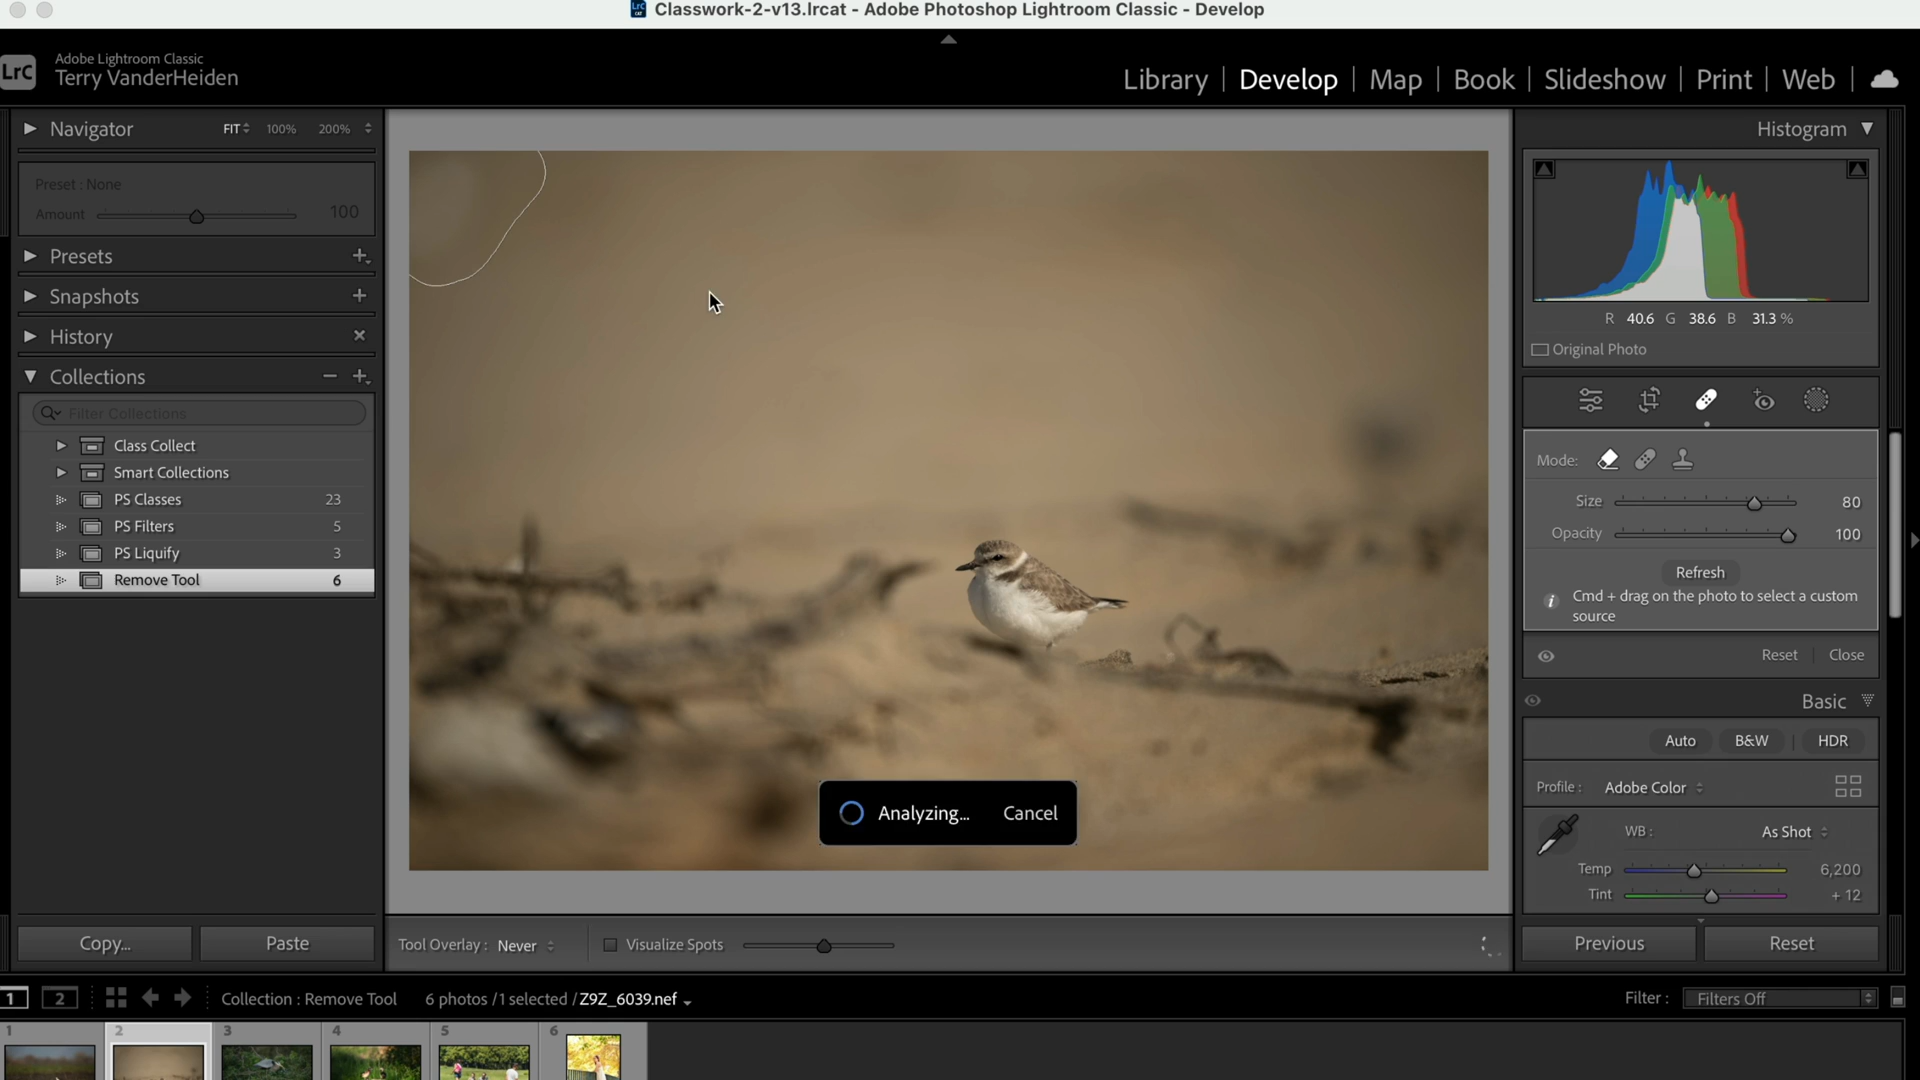 Classwork-2-v13.lrcat - Adobe Photoshop Lightroom Classic - Develop
LrC
Adobe Lightroom Classic
Terry VanderHeiden
Library | Develop | Map | Book | Slideshow | Print | Web
Navigator FIT 100% 200%
Preset : None
Amount 100
Presets
Snapshots
History
Collections
Filter Collections
Class Collect
Smart Collections
PS Classes 23
PS Filters 5
PS Liquify 3
Remove Tool 6
Copy... Paste
Analyzing... Cancel
Tool Overlay : Never Visualize Spots
Histogram
R 40.6 G 38.6 B 31.3 %
Original Photo
Mode:
Size 80
Opacity 100
Refresh
Cmd + drag on the photo to select a custom
source
Reset Close
Basic
Auto B&W HDR
Profile : Adobe Color
WB : As Shot
Temp 6,200
Tint + 12
Previous Reset
1 2 Collection : Remove Tool 6 photos / 1 selected / Z9Z_6039.nef Filter : Filters Off
1 2 3 4 5 6